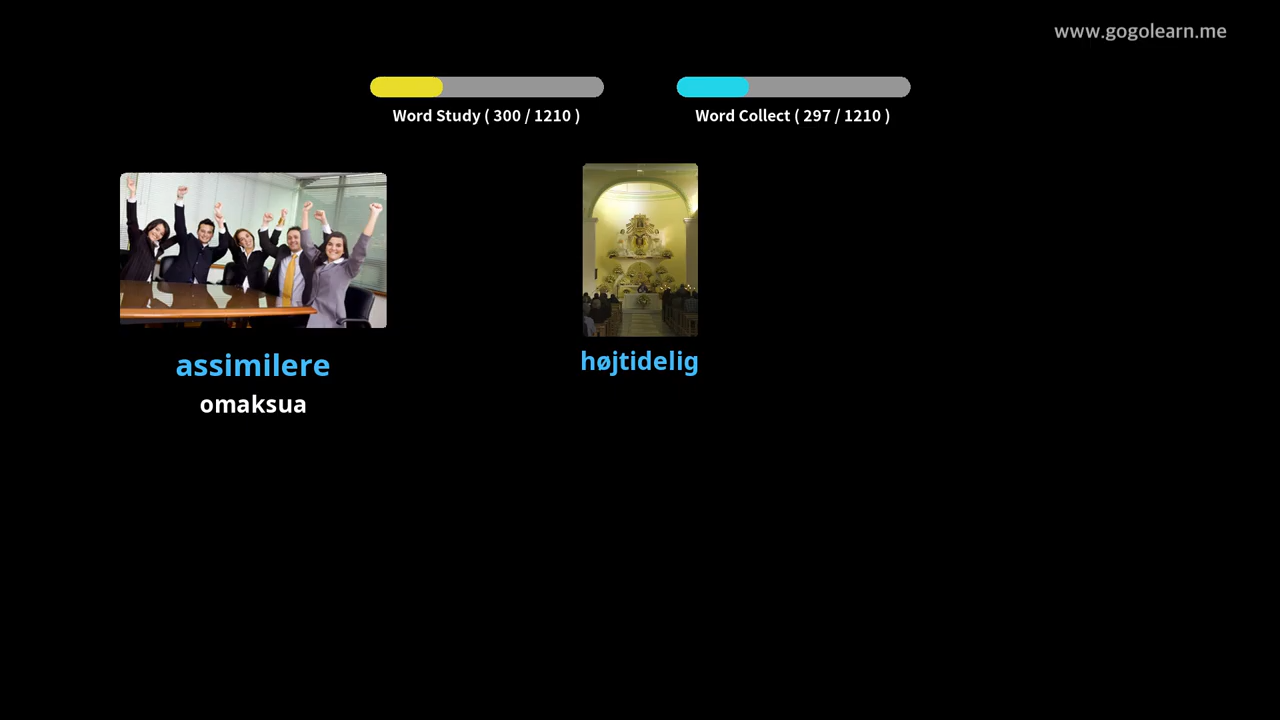 www.gogolearn.me
Word Study ( 300 / 1210 )
Word Collect ( 297 / 1210 )
assimilere
omaksua
højtidelig